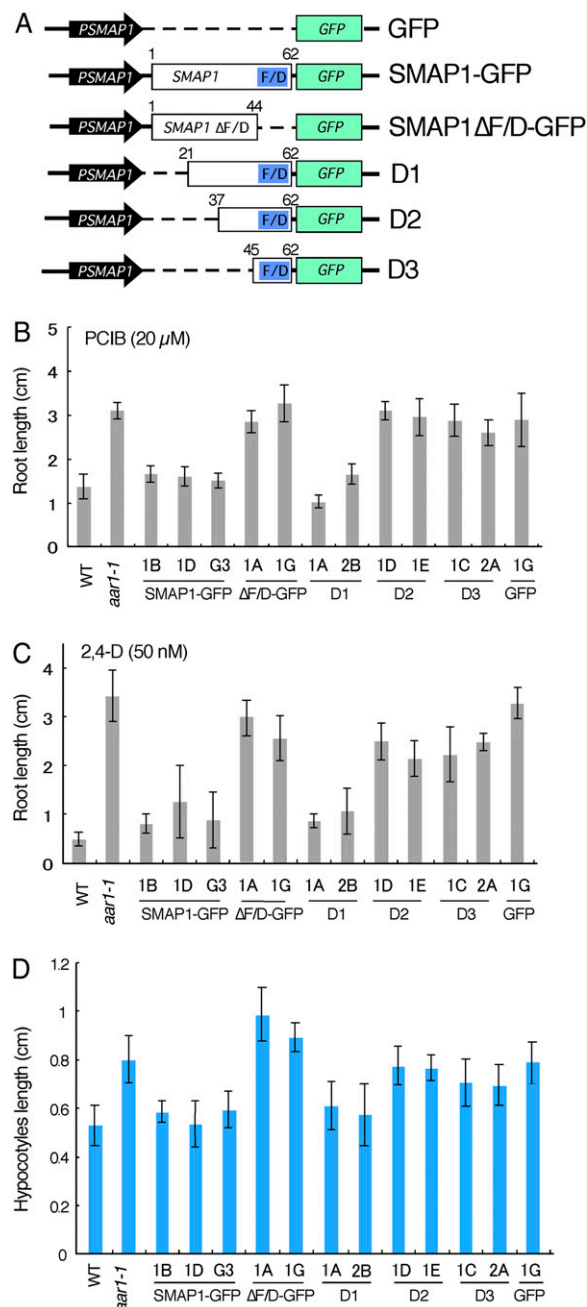 A
PSMAP1 GFP GFP
1 62
PSMAP1 SMAP1 F/D GFP SMAP1-GFP
1 44
PSMAP1 SMAP1 ΔF/D GFP SMAP1ΔF/D-GFP
21 62
PSMAP1 F/D GFP D1
37 62
PSMAP1 F/D GFP D2
45 62
PSMAP1 F/D GFP D3
B
PCIB (20 µM)
Root length (cm)
5
4
3
2
1
0
WT aar1-1 1B 1D G3 1A 1G 1A 2B 1D 1E 1C 2A 1G
SMAP1-GFP ΔF/D-GFP D1 D2 D3 GFP
C
2,4-D (50 nM)
Root length (cm)
4
3
2
1
0
WT aar1-1 1B 1D G3 1A 1G 1A 2B 1D 1E 1C 2A 1G
SMAP1-GFP ΔF/D-GFP D1 D2 D3 GFP
D
Hypocotyles length (cm)
1.2
1
0.8
0.6
0.4
0.2
0
WT aar1-1 1B 1D G3 1A 1G 1A 2B 1D 1E 1C 2A 1G
SMAP1-GFP ΔF/D-GFP D1 D2 D3 GFP